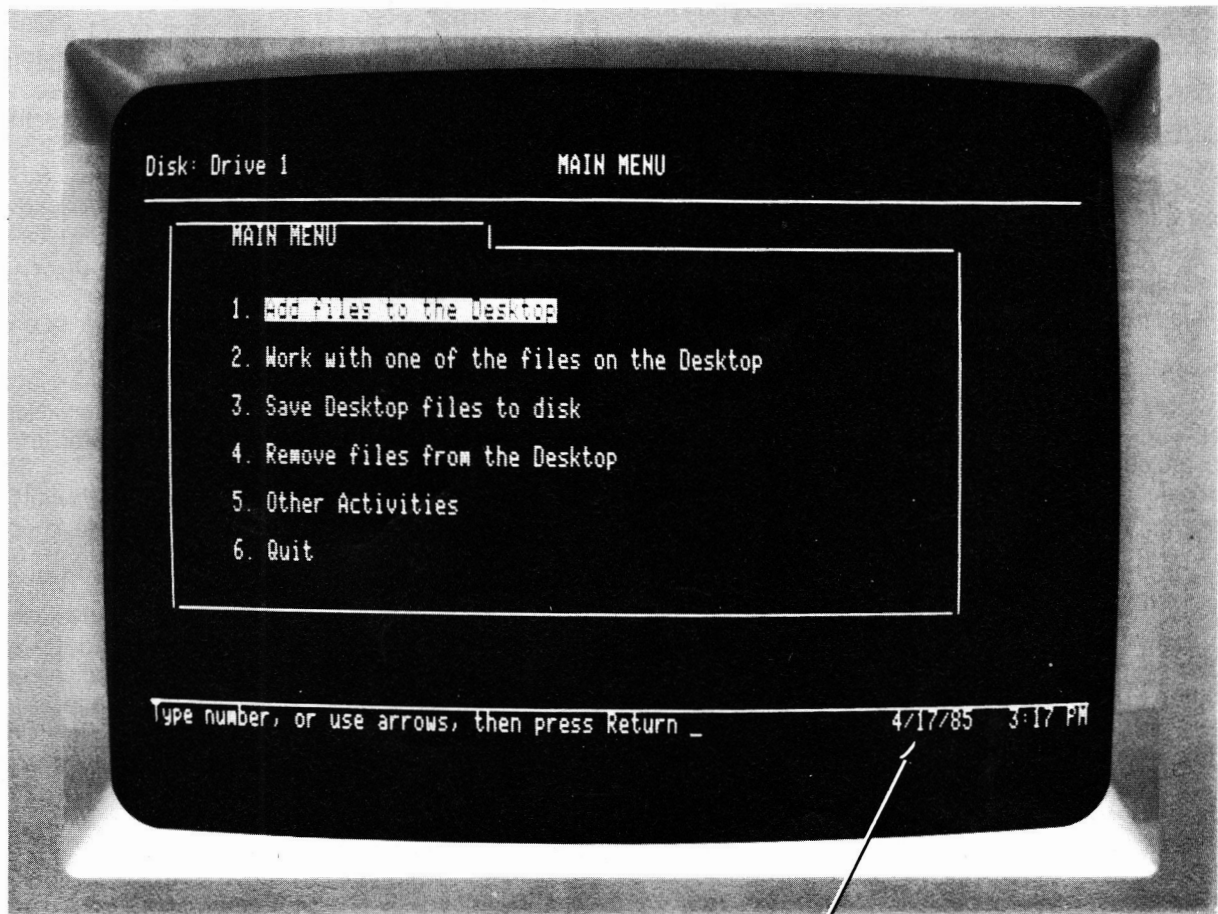 Disk: Drive 1 MAIN MENU
MAIN MENU
1. Add files to the Desktop
2. Work with one of the files on the Desktop
3. Save Desktop files to disk
4. Remove files from the Desktop
5. Other Activities
6. Quit
Type number, or use arrows, then press Return _ 4/17/85 3:17 PM